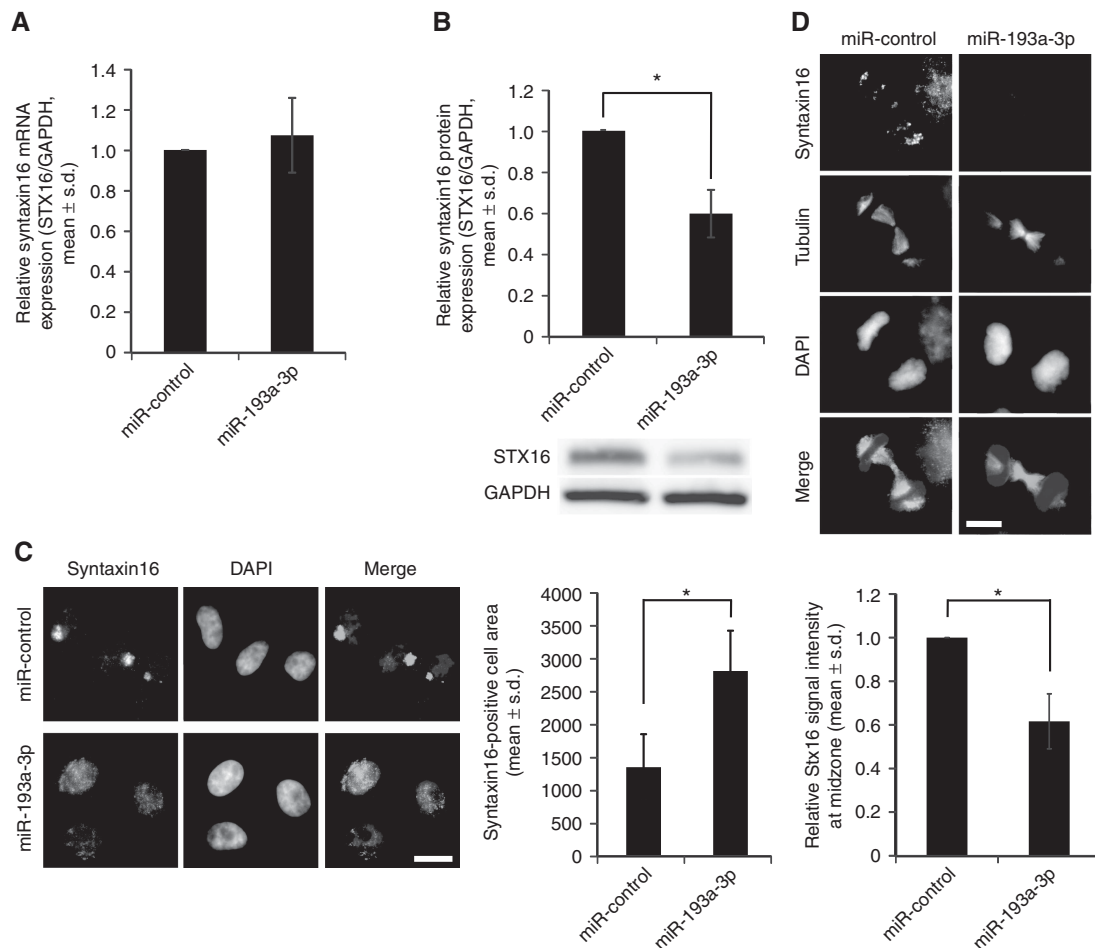 A
Relative syntaxin16 mRNA
expression (STX16/GAPDH,
mean ± s.d.)
1.4
1.2
1.0
0.8
0.6
0.4
0.2
0
miR-control
miR-193a-3p
B
Relative syntaxin16 protein
expression (STX16/GAPDH,
mean ± s.d.)
*
1.2
1.0
0.8
0.6
0.4
0.2
0
miR-control
miR-193a-3p
STX16
GAPDH
D
miR-control
miR-193a-3p
Syntaxin16
Tubulin
DAPI
Merge
C
Syntaxin16
DAPI
Merge
miR-control
miR-193a-3p
Syntaxin16-positive cell area
(mean ± s.d.)
*
4000
3500
3000
2500
2000
1500
1000
500
0
miR-control
miR-193a-3p
Relative Stx16 signal intensity
at midzone (mean ± s.d.)
*
1.2
1.0
0.8
0.6
0.4
0.2
0
miR-control
miR-193a-3p